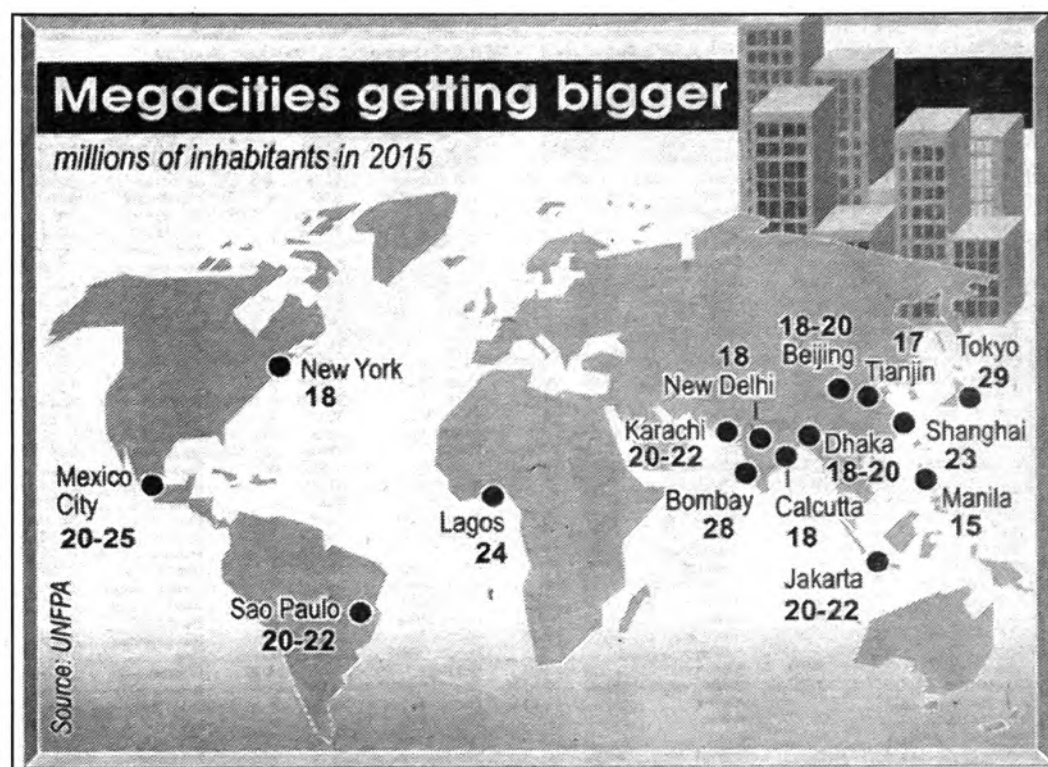 Megacities getting bigger
millions of inhabitants in 2015
New York
18
Mexico
City
20-25
Sao Paulo
20-22
Lagos
24
Karachi
20-22
18
New Delhi
Bombay
28
Calcutta
18
18-20
Beijing
17
Tianjin
Dhaka
18-20
Tokyo
29
Shanghai
23
Manila
15
Jakarta
20-22
Source: UNFPA